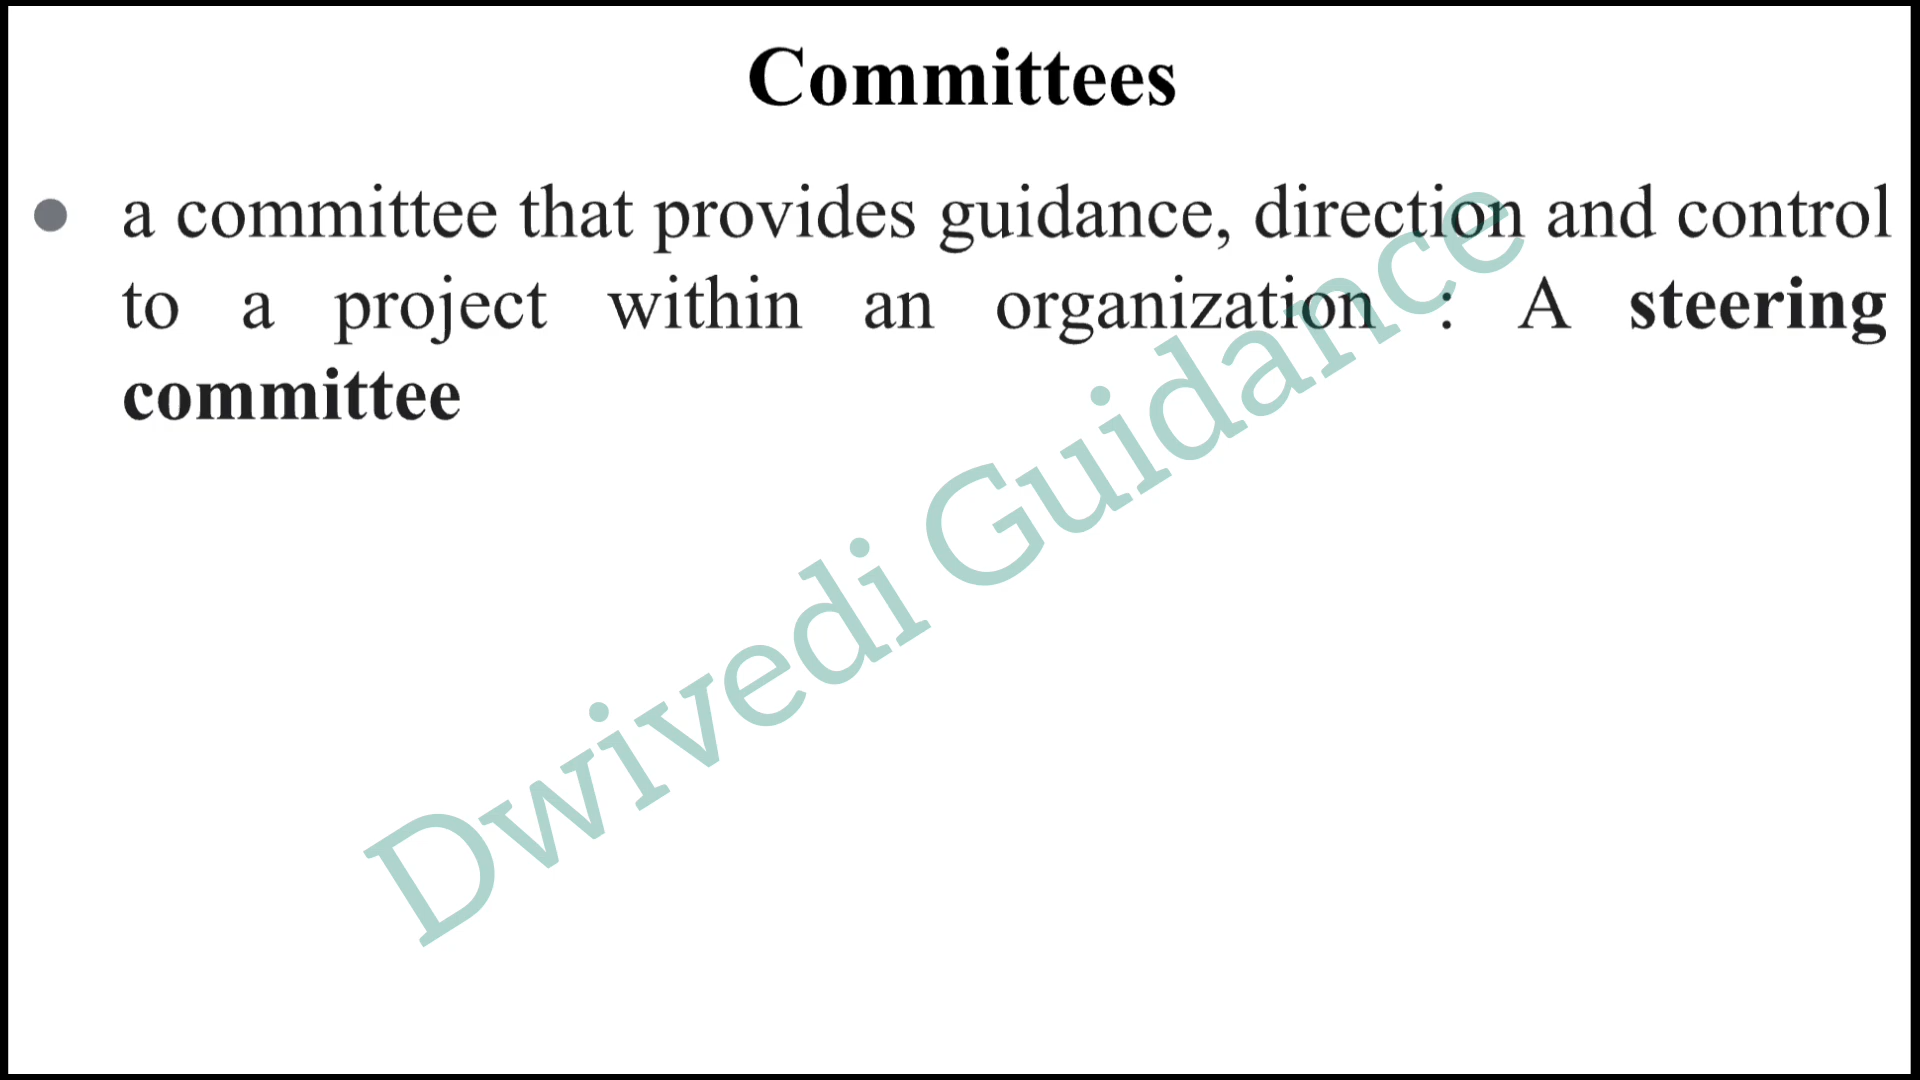 Committees
● a committee that provides guidance, direction and control
to a project within an organization : A steering
committee
Dwivedi Guidance